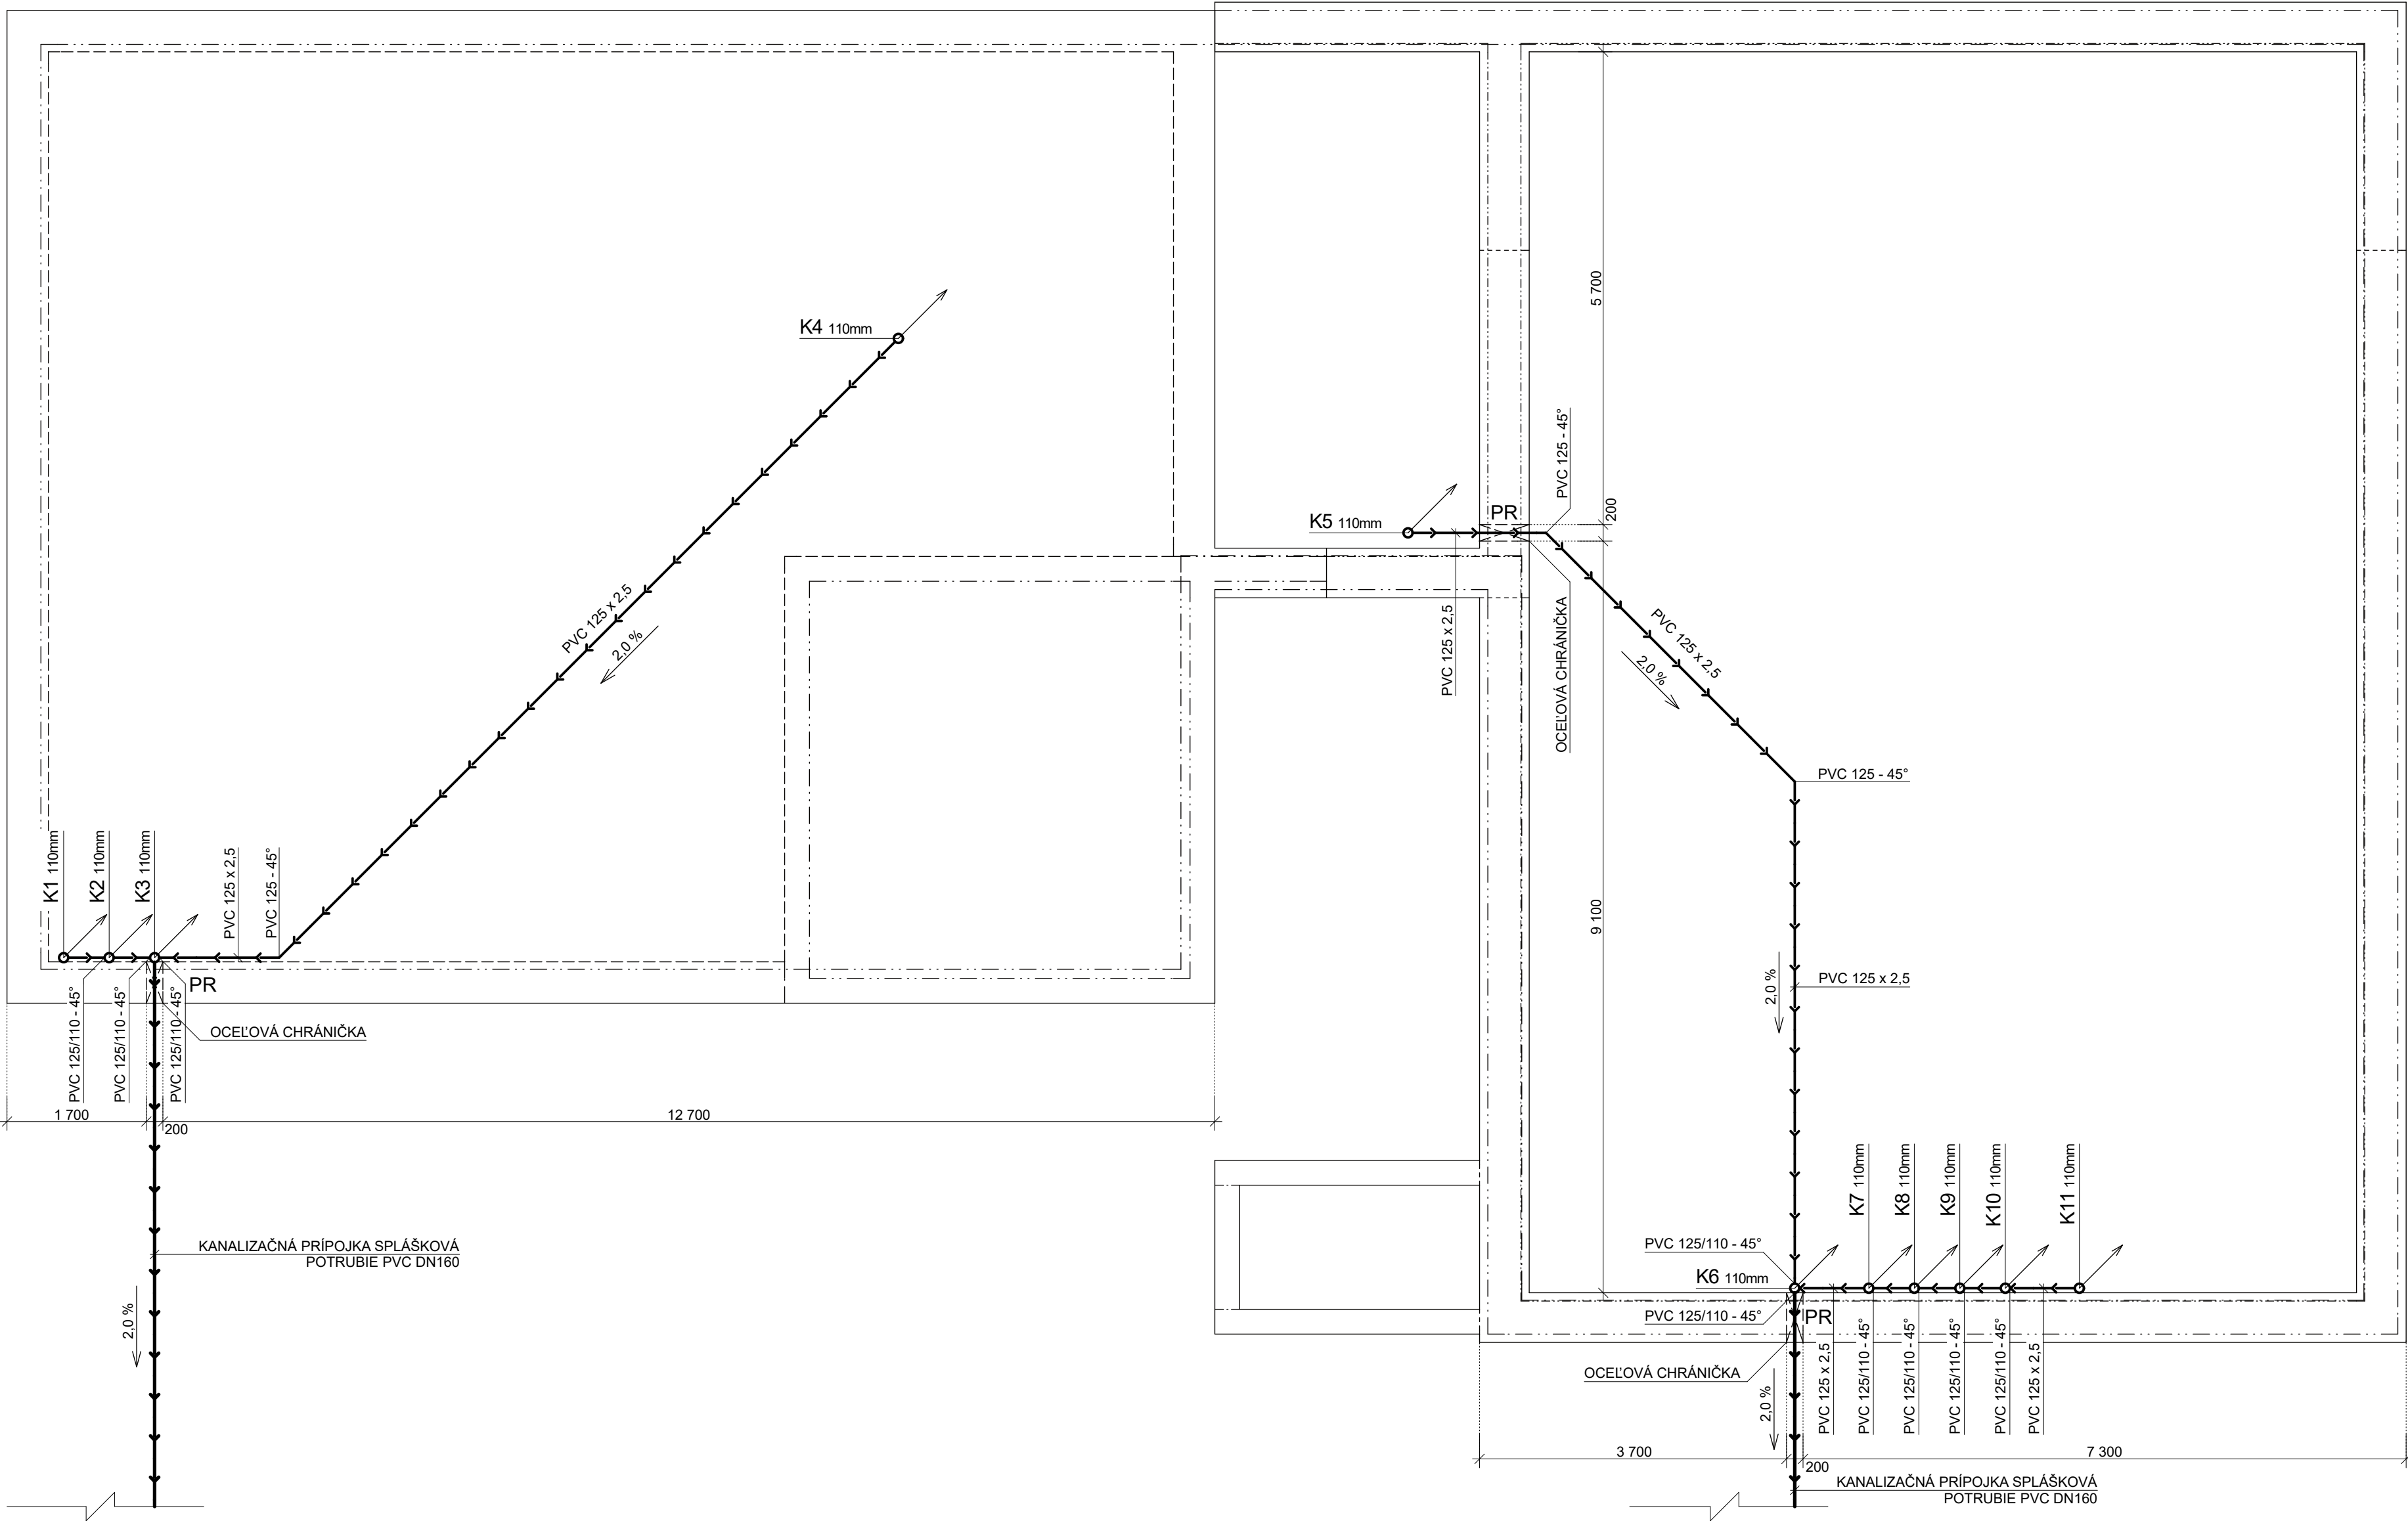 5 700
K4 110mm
PVC 125 - 45°
200
PR
K5 110mm
PVC 125 x 2,5
2,0 %
PVC 125 x 2,5
OCEĽOVÁ CHRÁNIČKA
PVC 125 x 2,5
2,0 %
PVC 125 - 45°
K1 110mm
K2 110mm
K3 110mm
PVC 125 x 2,5
PVC 125 - 45°
9 100
PR
2,0 %
PVC 125 x 2,5
PVC 125/110 - 45°
PVC 125/110 - 45°
PVC 125/110 - 45°
OCEĽOVÁ CHRÁNIČKA
1 700
200
12 700
K7 110mm
K8 110mm
K9 110mm
K10 110mm
K11 110mm
KANALIZAČNÁ PRÍPOJKA SPLÁŠKOVÁ
POTRUBIE PVC DN160
2,0 %
PVC 125/110 - 45°
K6 110mm
PVC 125/110 - 45°
PR
OCEĽOVÁ CHRÁNIČKA
2,0 %
PVC 125 x 2,5
PVC 125/110 - 45°
PVC 125/110 - 45°
PVC 125/110 - 45°
PVC 125/110 - 45°
PVC 125 x 2,5
3 700
200
7 300
KANALIZAČNÁ PRÍPOJKA SPLÁŠKOVÁ
POTRUBIE PVC DN160